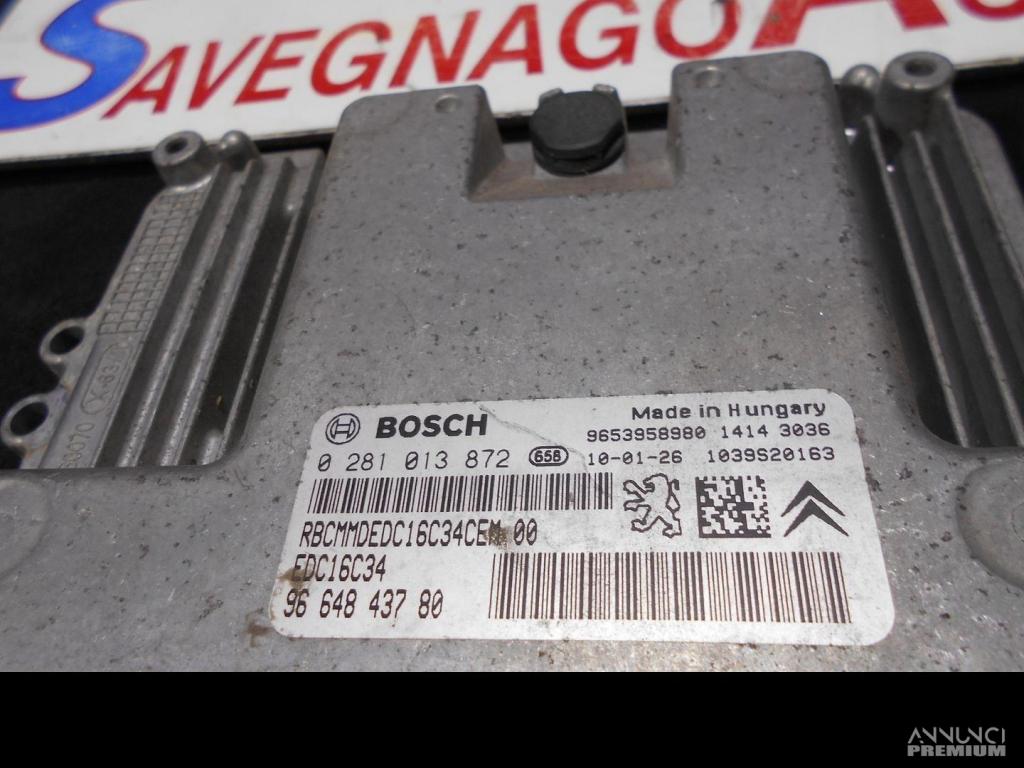 SAVEGNAGO
BOSCH
Made in Hungary
9653958980 1414 3036
0 281 013 872 658 10-01-26 1039S20163
RBCMMDEDC16C34CEM 00
EDC16C34
96 648 437 80
K-03
ANNUNCI
PREMIUM